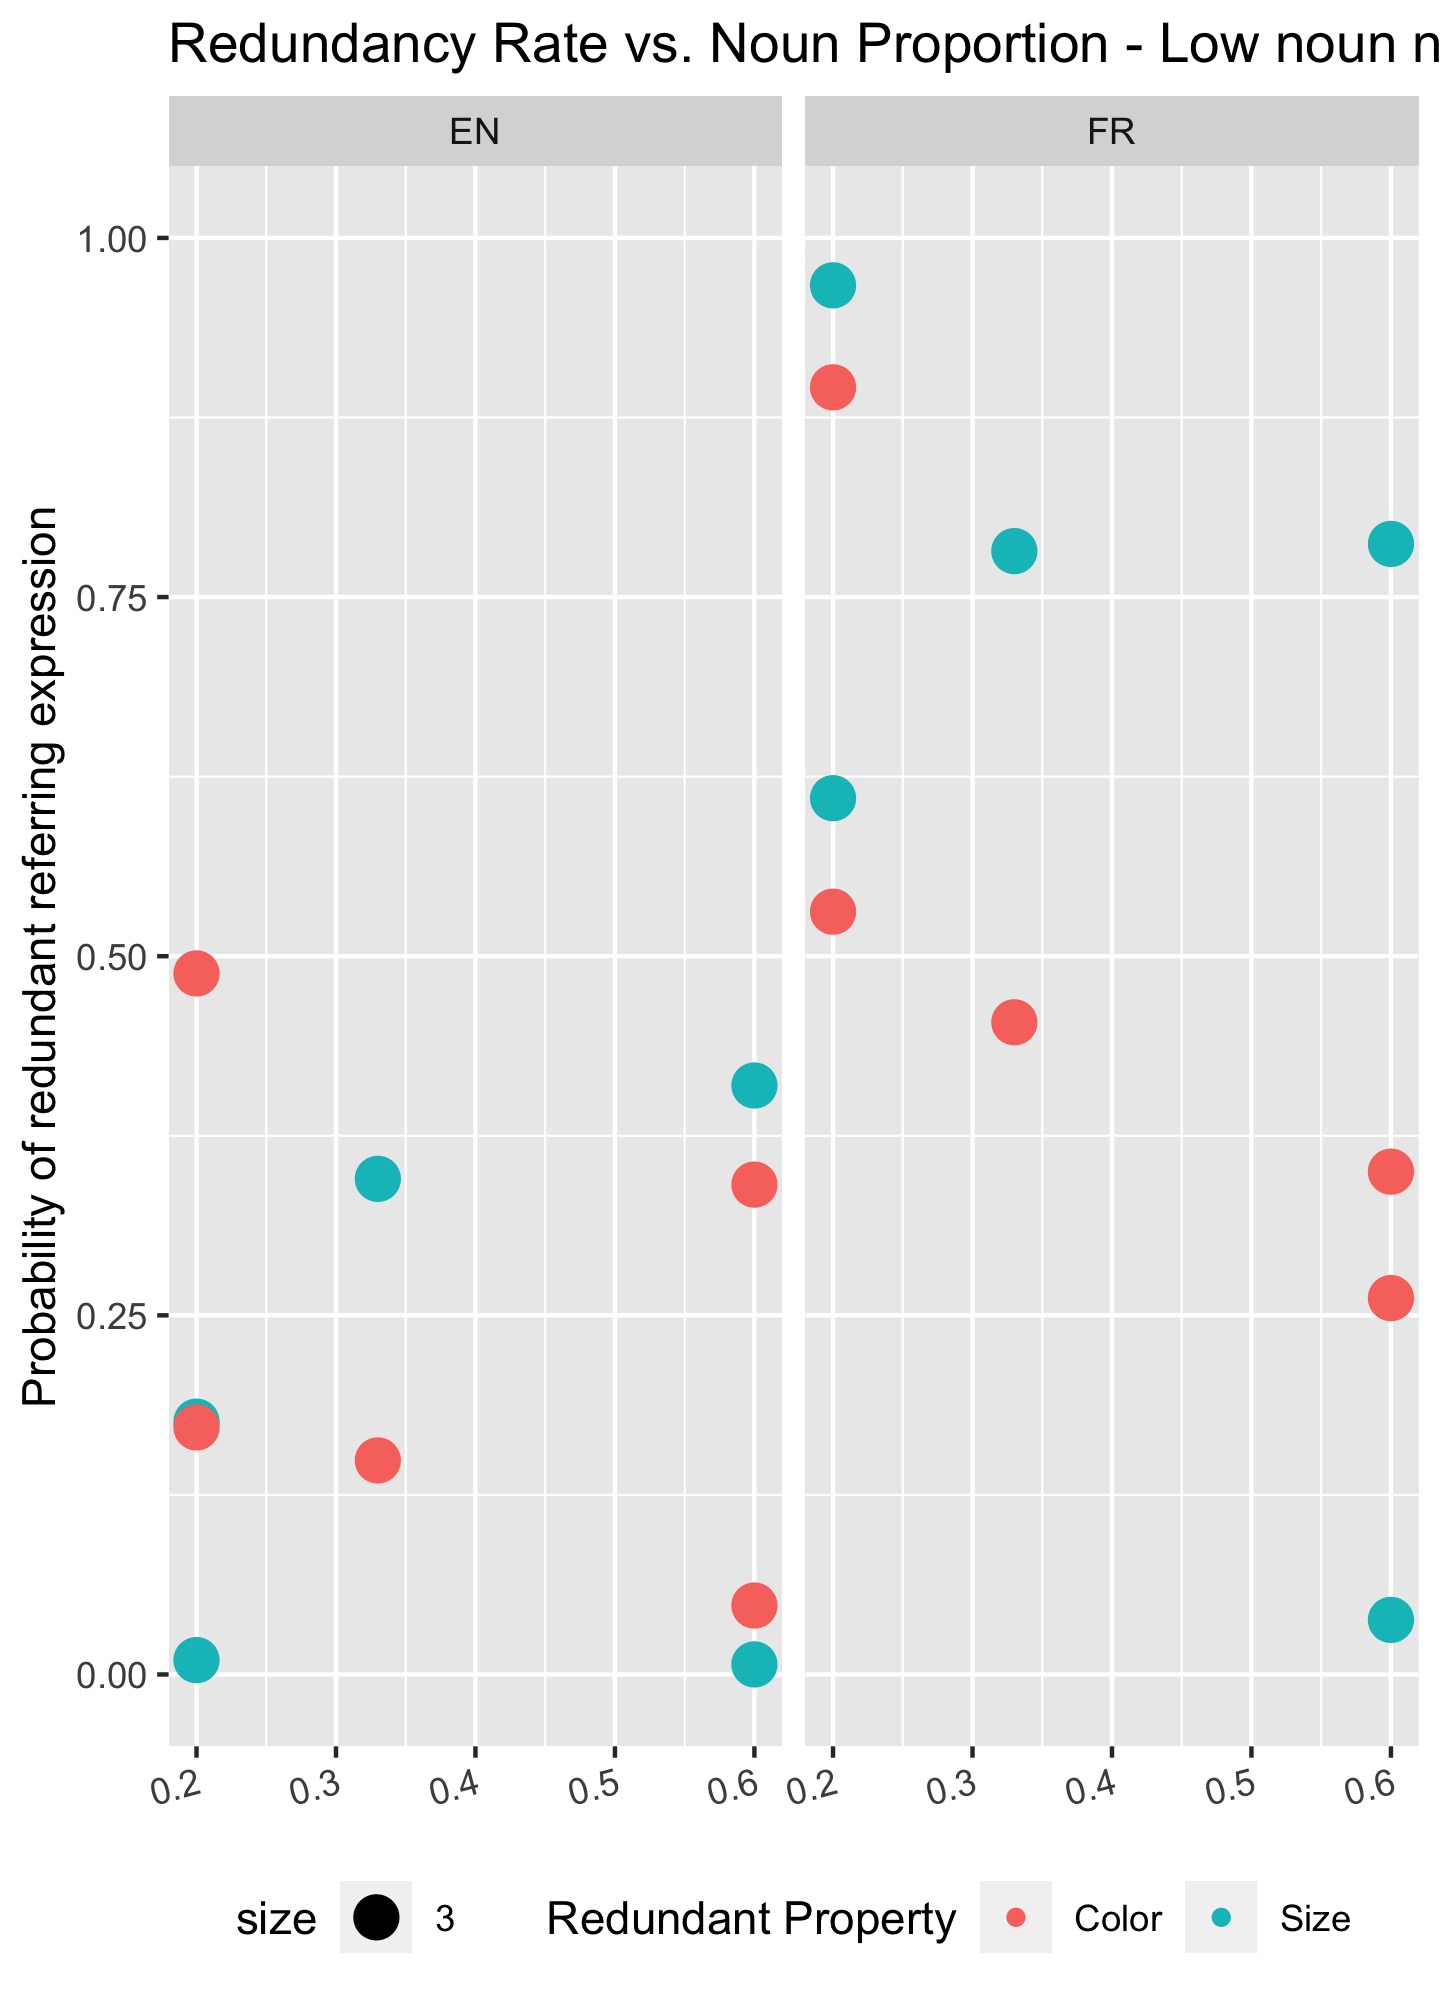 Redundancy Rate vs. Noun Proportion - Low noun n
EN
FR
Probability of redundant referring expression
1.00
0.75
0.50
0.25
0.00
0.2 0.3 0.4 0.5 0.6
0.2 0.3 0.4 0.5 0.6
size 3 Redundant Property Color Size